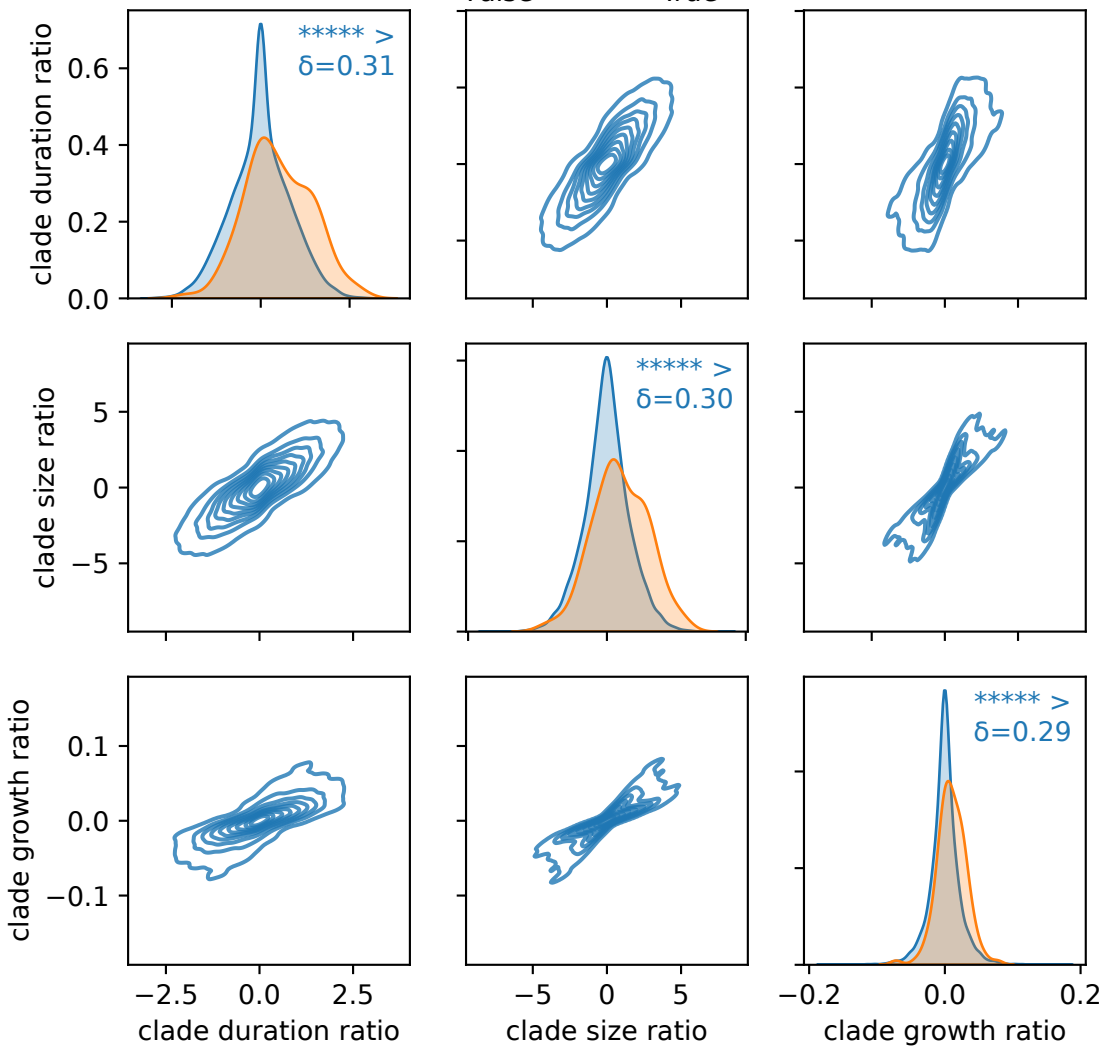 ***** >
δ=0.31
clade duration ratio
0.6
0.4
0.2
0.0
−5
0
5
***** >
δ=0.30
clade size ratio
5
0
−5
***** >
δ=0.29
clade growth ratio
0.1
0.0
−0.1
−2.5 0.0 2.5
−0.2 0.0 0.2
clade duration ratio
clade size ratio
clade growth ratio